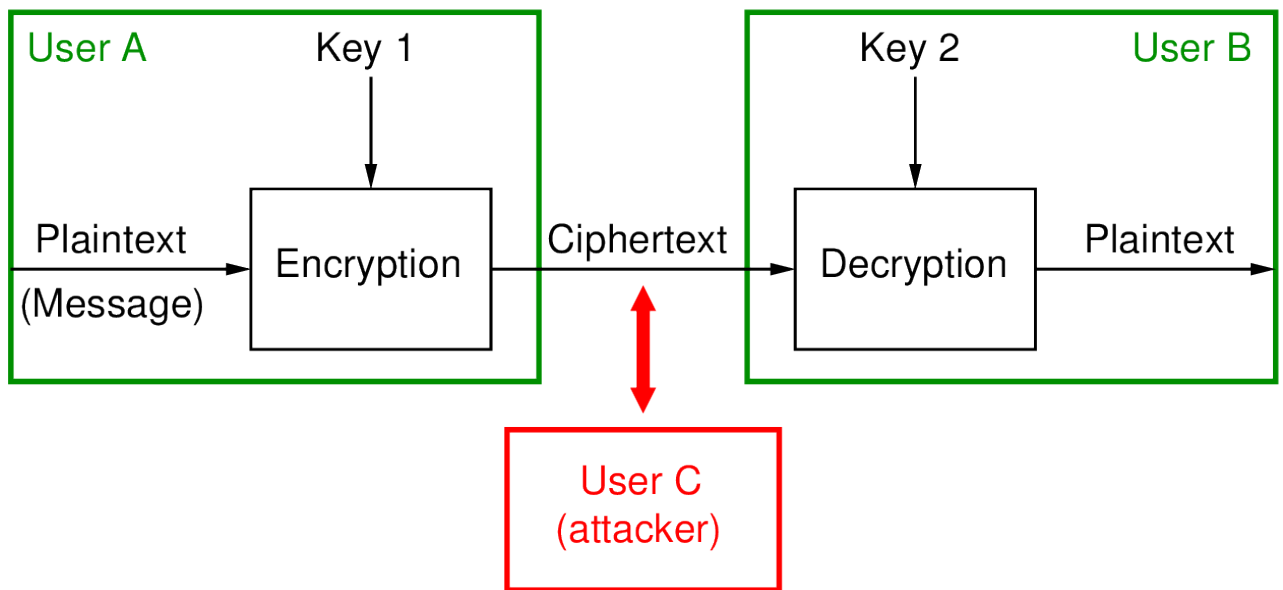 User A
Key 1
Key 2
User B
Plaintext
(Message)
Encryption
Ciphertext
Decryption
Plaintext
User C
(attacker)